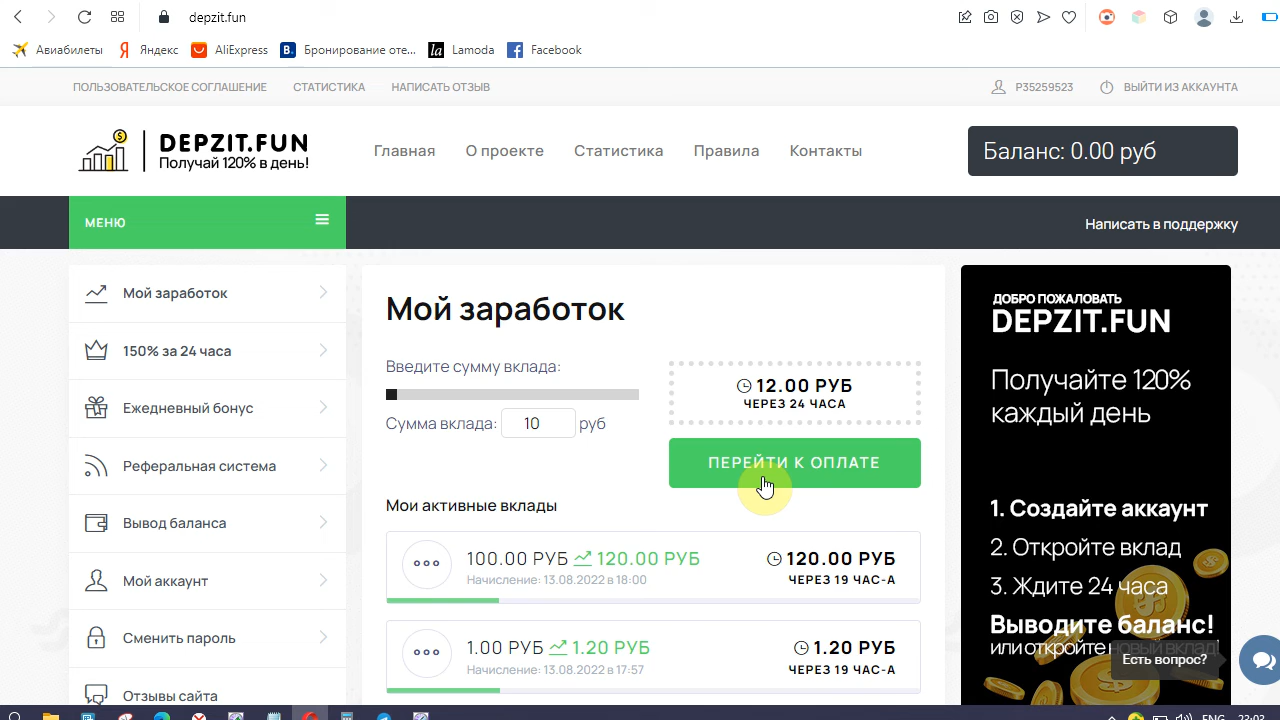 depzit.fun
Авиабилеты Яндекс AliExpress Бронирование оте... Lamoda Facebook
ПОЛЬЗОВАТЕЛЬСКОЕ СОГЛАШЕНИЕ СТАТИСТИКА НАПИСАТЬ ОТЗЫВ P35259523 ВЫЙТИ ИЗ АККАУНТА
DEPZIT.FUN
Получай 120% в день!
Главная О проекте Статистика Правила Контакты
Баланс: 0.00 руб
МЕНЮ
Написать в поддержку
Мой заработок
150% за 24 часа
Ежедневный бонус
Реферальная система
Вывод баланса
Мой аккаунт
Сменить пароль
Отзывы сайта
Мой заработок
Введите сумму вклада:
Сумма вклада: 10 руб
12.00 РУБ
ЧЕРЕЗ 24 ЧАСА
ПЕРЕЙТИ К ОПЛАТЕ
Мои активные вклады
100.00 РУБ 120.00 РУБ
Начисление: 13.08.2022 в 18:00
120.00 РУБ
ЧЕРЕЗ 19 ЧАС-А
1.00 РУБ 1.20 РУБ
Начисление: 13.08.2022 в 17:57
1.20 РУБ
ЧЕРЕЗ 19 ЧАС-А
ДОБРО ПОЖАЛОВАТЬ
DEPZIT.FUN
Получайте 120%
каждый день
1. Создайте аккаунт
2. Откройте вклад
3. Ждите 24 часа
Выводите баланс!
или откройте новый вклад!
Есть вопрос?
ENG 23:03